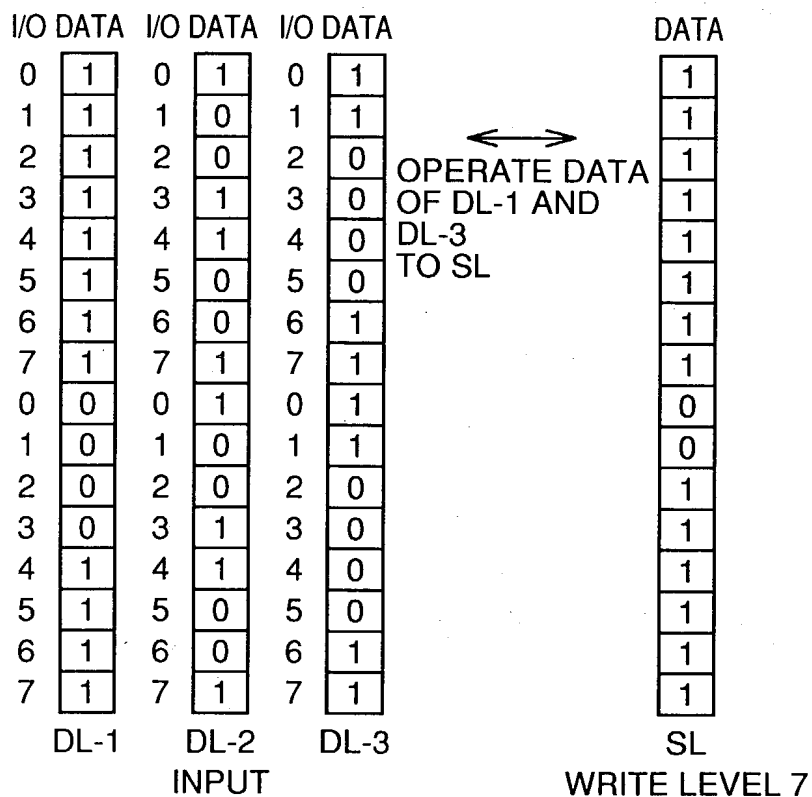 I/O DATA I/O DATA I/O DATA DATA
0 1 0 1 0 1 1
1 1 1 0 1 1 1
2 1 2 0 2 0 1
3 1 3 1 3 0 1
4 1 4 1 4 0 1
5 1 5 0 5 0 1
6 1 6 0 6 1 1
7 1 7 1 7 1 1
0 0 0 1 0 1 0
1 0 1 0 1 1 0
2 0 2 0 2 0 1
3 0 3 1 3 0 1
4 1 4 1 4 0 1
5 1 5 0 5 0 1
6 1 6 0 6 1 1
7 1 7 1 7 1 1
OPERATE DATA
OF DL-1 AND
DL-3
TO SL
DL-1 DL-2 DL-3 SL
INPUT WRITE LEVEL 7